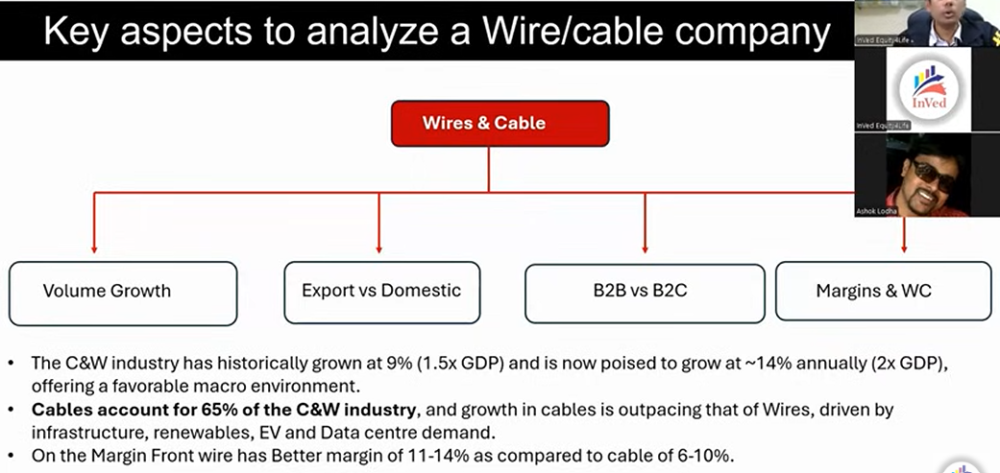 Key aspects to analyze a Wire/cable company
InVed Equity4Life
InVed
InVed Equity4Life
Ashok Lodha
Wires & Cable
Volume Growth
Export vs Domestic
B2B vs B2C
Margins & WC
• The C&W industry has historically grown at 9% (1.5x GDP) and is now poised to grow at ~14% annually (2x GDP),
offering a favorable macro environment.
• Cables account for 65% of the C&W industry, and growth in cables is outpacing that of Wires, driven by
infrastructure, renewables, EV and Data centre demand.
• On the Margin Front wire has Better margin of 11-14% as compared to cable of 6-10%.